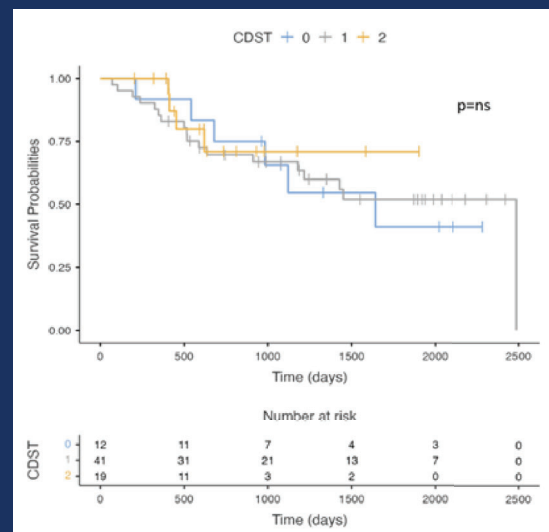 CDST 0 1 2
p=ns
Survival Probabilities
1.00
0.75
0.50
0.25
0.00
0 500 1000 1500 2000 2500
Time (days)
Number at risk
CDST
0 12 11 7 4 3 0
1 41 31 21 13 7 0
2 19 11 3 2 0 0
0 500 1000 1500 2000 2500
Time (days)